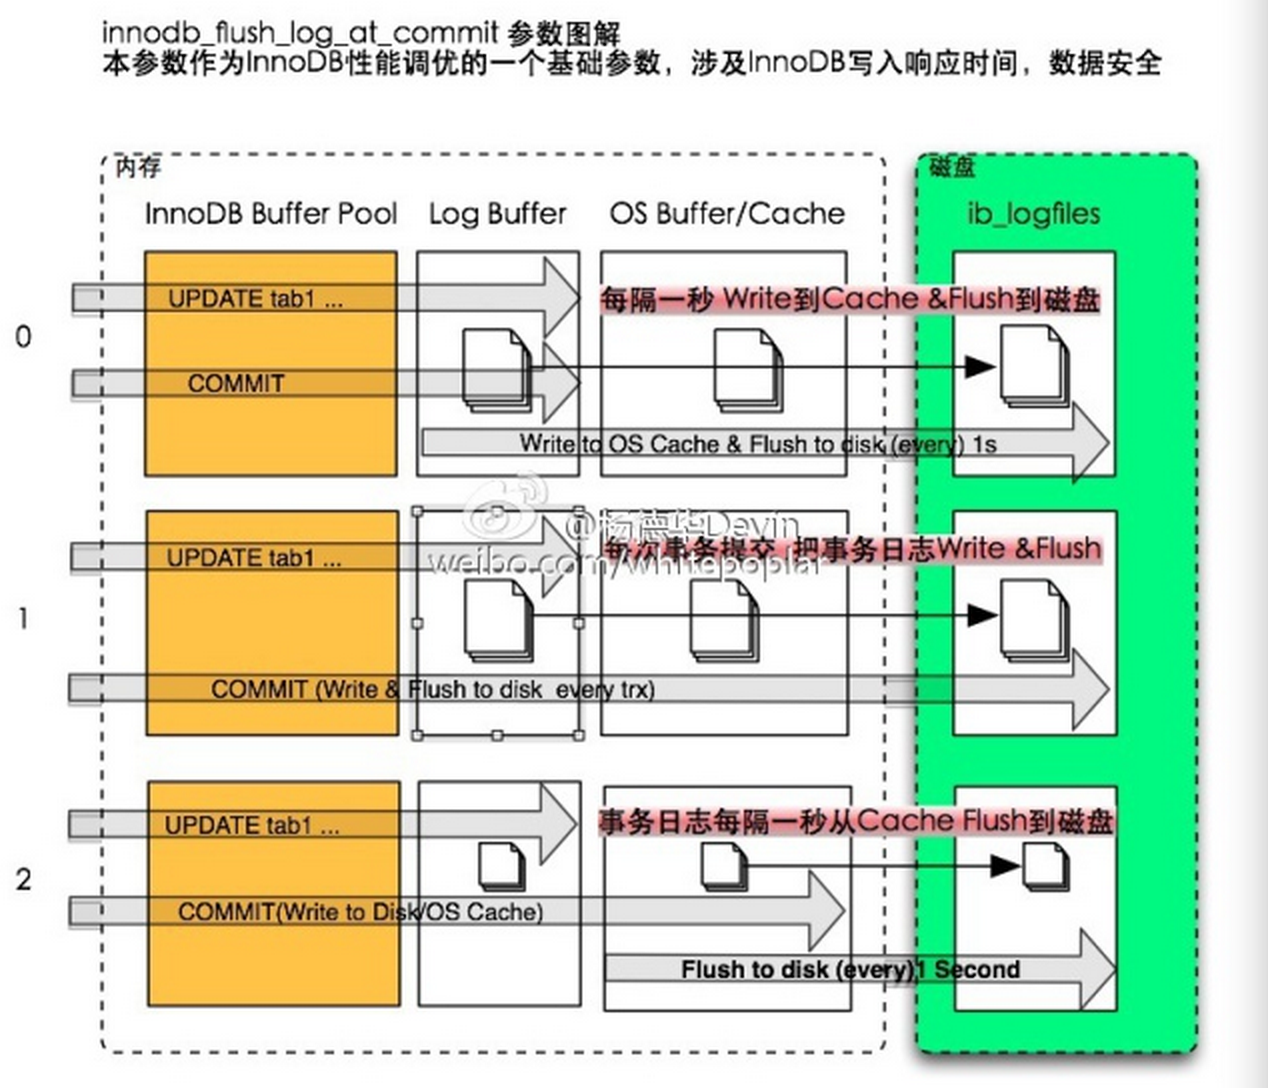 innodb_flush_log_at_commit 参数图解
本参数作为InnoDB性能调优的一个基础参数，涉及InnoDB写入响应时间，数据安全
内存
磁盘
InnoDB Buffer Pool
Log Buffer
OS Buffer/Cache
ib_logfiles
0
UPDATE tab1 ...
每隔一秒 Write到Cache &Flush到磁盘
COMMIT
Write to OS Cache & Flush to disk (every) 1s
@杨德华Devin
weibo.com/whitepoplar
1
UPDATE tab1 ...
每次事务提交 把事务日志Write &Flush
COMMIT (Write & Flush to disk every trx)
2
UPDATE tab1 ...
事务日志每隔一秒从Cache Flush到磁盘
COMMIT(Write to Disk/OS Cache)
Flush to disk (every)1 Second